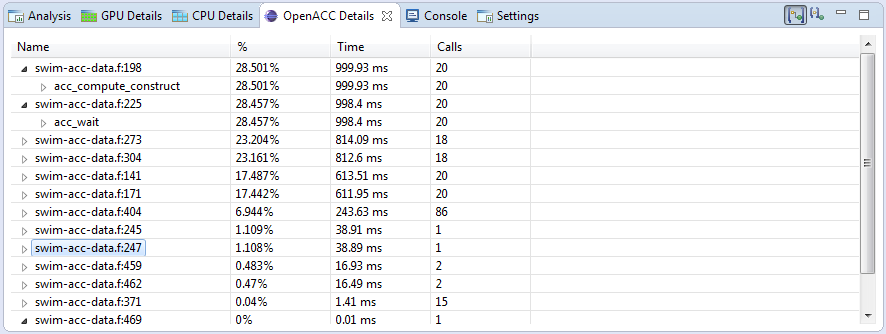 Analysis GPU Details CPU Details OpenACC Details Console Settings
Name % Time Calls
swim-acc-data.f:198 28.501% 999.93 ms 20
acc_compute_construct 28.501% 999.93 ms 20
swim-acc-data.f:225 28.457% 998.4 ms 20
acc_wait 28.457% 998.4 ms 20
swim-acc-data.f:273 23.204% 814.09 ms 18
swim-acc-data.f:304 23.161% 812.6 ms 18
swim-acc-data.f:141 17.487% 613.51 ms 20
swim-acc-data.f:171 17.442% 611.95 ms 20
swim-acc-data.f:404 6.944% 243.63 ms 86
swim-acc-data.f:245 1.109% 38.91 ms 1
swim-acc-data.f:247 1.108% 38.89 ms 1
swim-acc-data.f:459 0.483% 16.93 ms 2
swim-acc-data.f:462 0.47% 16.49 ms 2
swim-acc-data.f:371 0.04% 1.41 ms 15
swim-acc-data.f:469 0% 0.01 ms 1